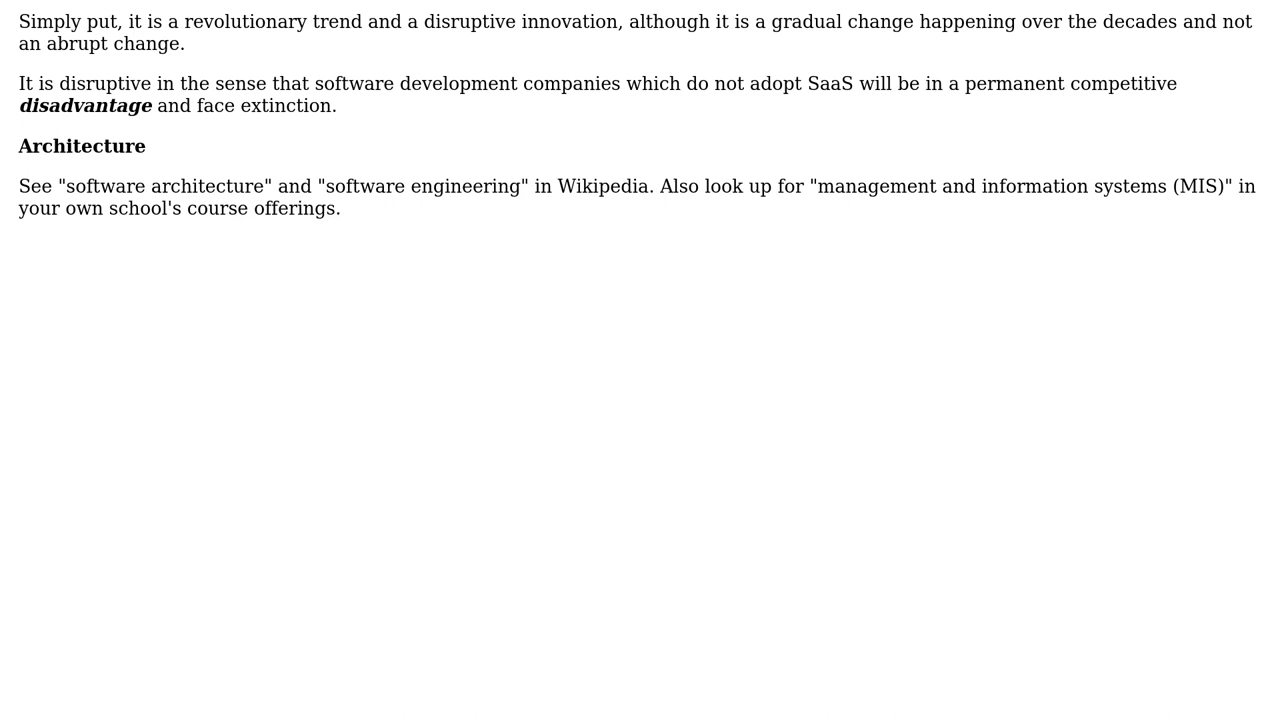 Simply put, it is a revolutionary trend and a disruptive innovation, although it is a gradual change happening over the decades and not
an abrupt change.
It is disruptive in the sense that software development companies which do not adopt SaaS will be in a permanent competitive
disadvantage and face extinction.
Architecture
See "software architecture" and "software engineering" in Wikipedia. Also look up for "management and information systems (MIS)" in
your own school's course offerings.